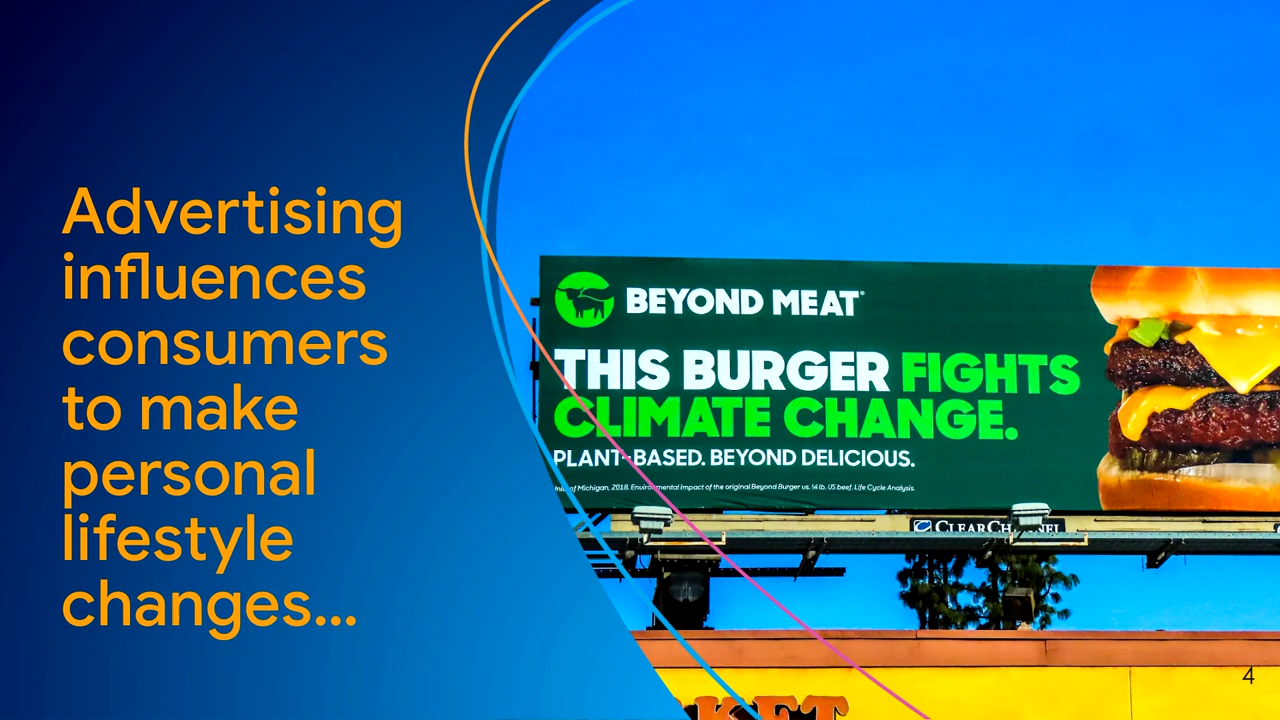 Advertising
influences
consumers
to make
personal
lifestyle
changes...
BEYOND MEAT®
THIS BURGER FIGHTS
CLIMATE CHANGE.
PLANT-BASED. BEYOND DELICIOUS.
of Michigan, 2018. Environmental Impact of the original Beyond Burger vs. ¼ lb. US beef. Life Cycle Analysis.
CLEARCHANNEL
KET
4